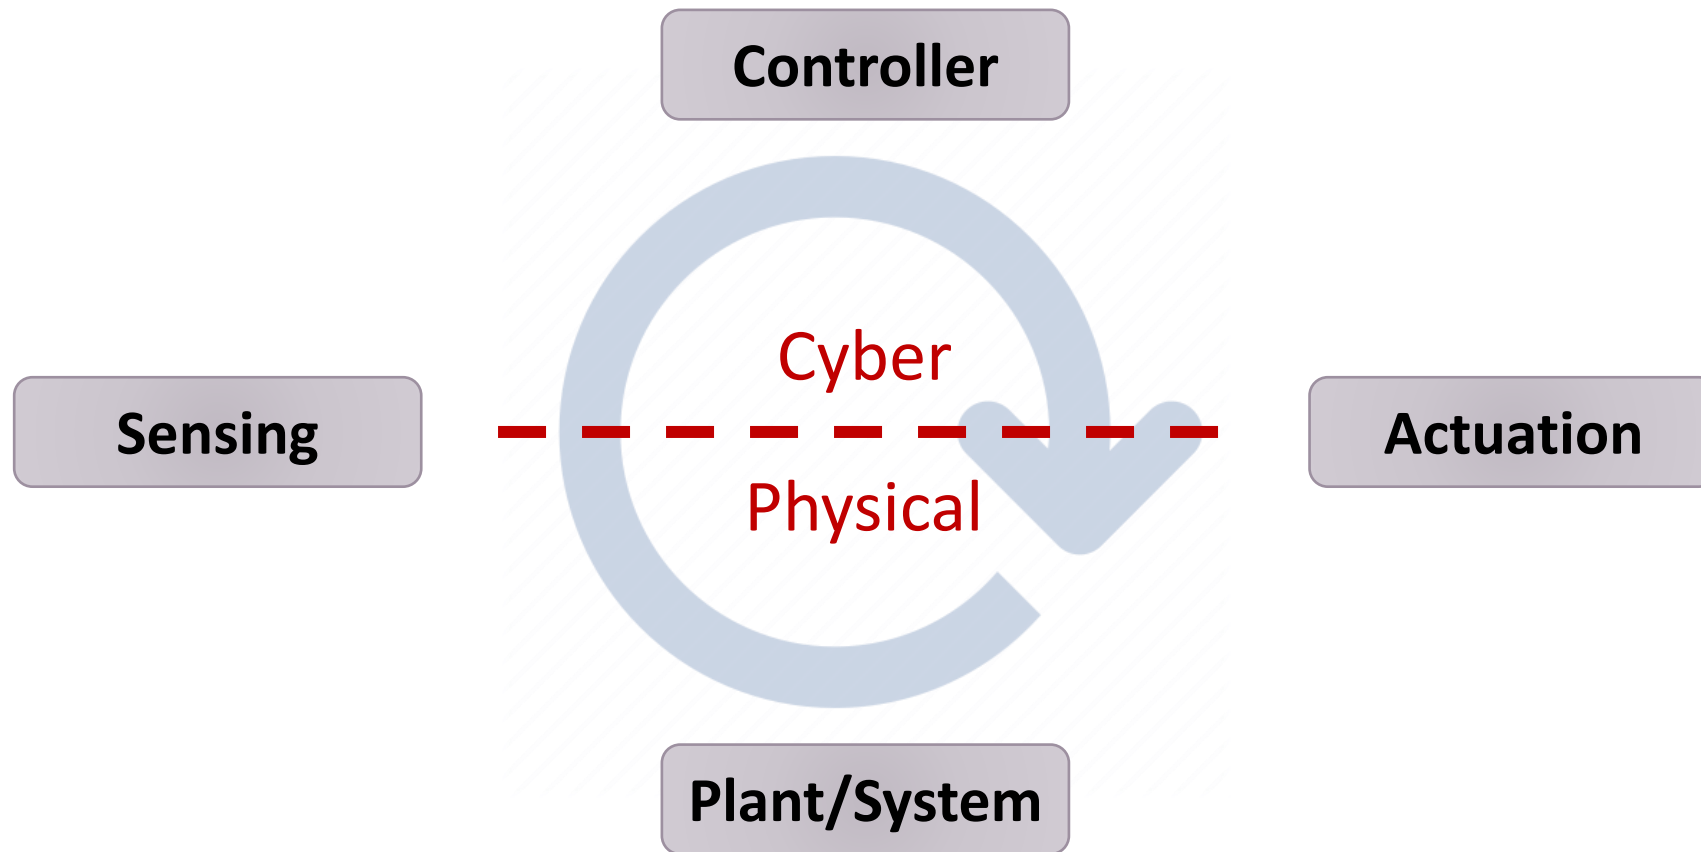 Controller
Cyber
Sensing
Actuation
Physical
Plant/System